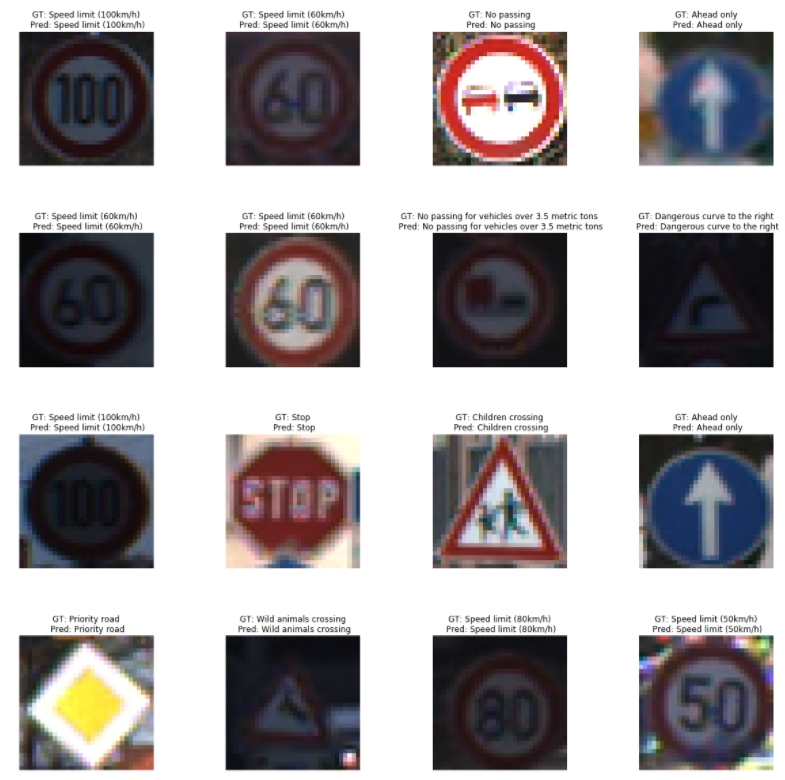 GT: Speed limit (100km/h)
Pred: Speed limit (100km/h)
100
GT: Speed limit (60km/h)
Pred: Speed limit (60km/h)
60
GT: No passing
Pred: No passing
GT: Ahead only
Pred: Ahead only
GT: Speed limit (60km/h)
Pred: Speed limit (60km/h)
60
GT: Speed limit (60km/h)
Pred: Speed limit (60km/h)
60
GT: No passing for vehicles over 3.5 metric tons
Pred: No passing for vehicles over 3.5 metric tons
GT: Dangerous curve to the right
Pred: Dangerous curve to the right
GT: Speed limit (100km/h)
Pred: Speed limit (100km/h)
100
GT: Stop
Pred: Stop
STOP
GT: Children crossing
Pred: Children crossing
GT: Ahead only
Pred: Ahead only
GT: Priority road
Pred: Priority road
GT: Wild animals crossing
Pred: Wild animals crossing
GT: Speed limit (80km/h)
Pred: Speed limit (80km/h)
80
GT: Speed limit (50km/h)
Pred: Speed limit (50km/h)
50